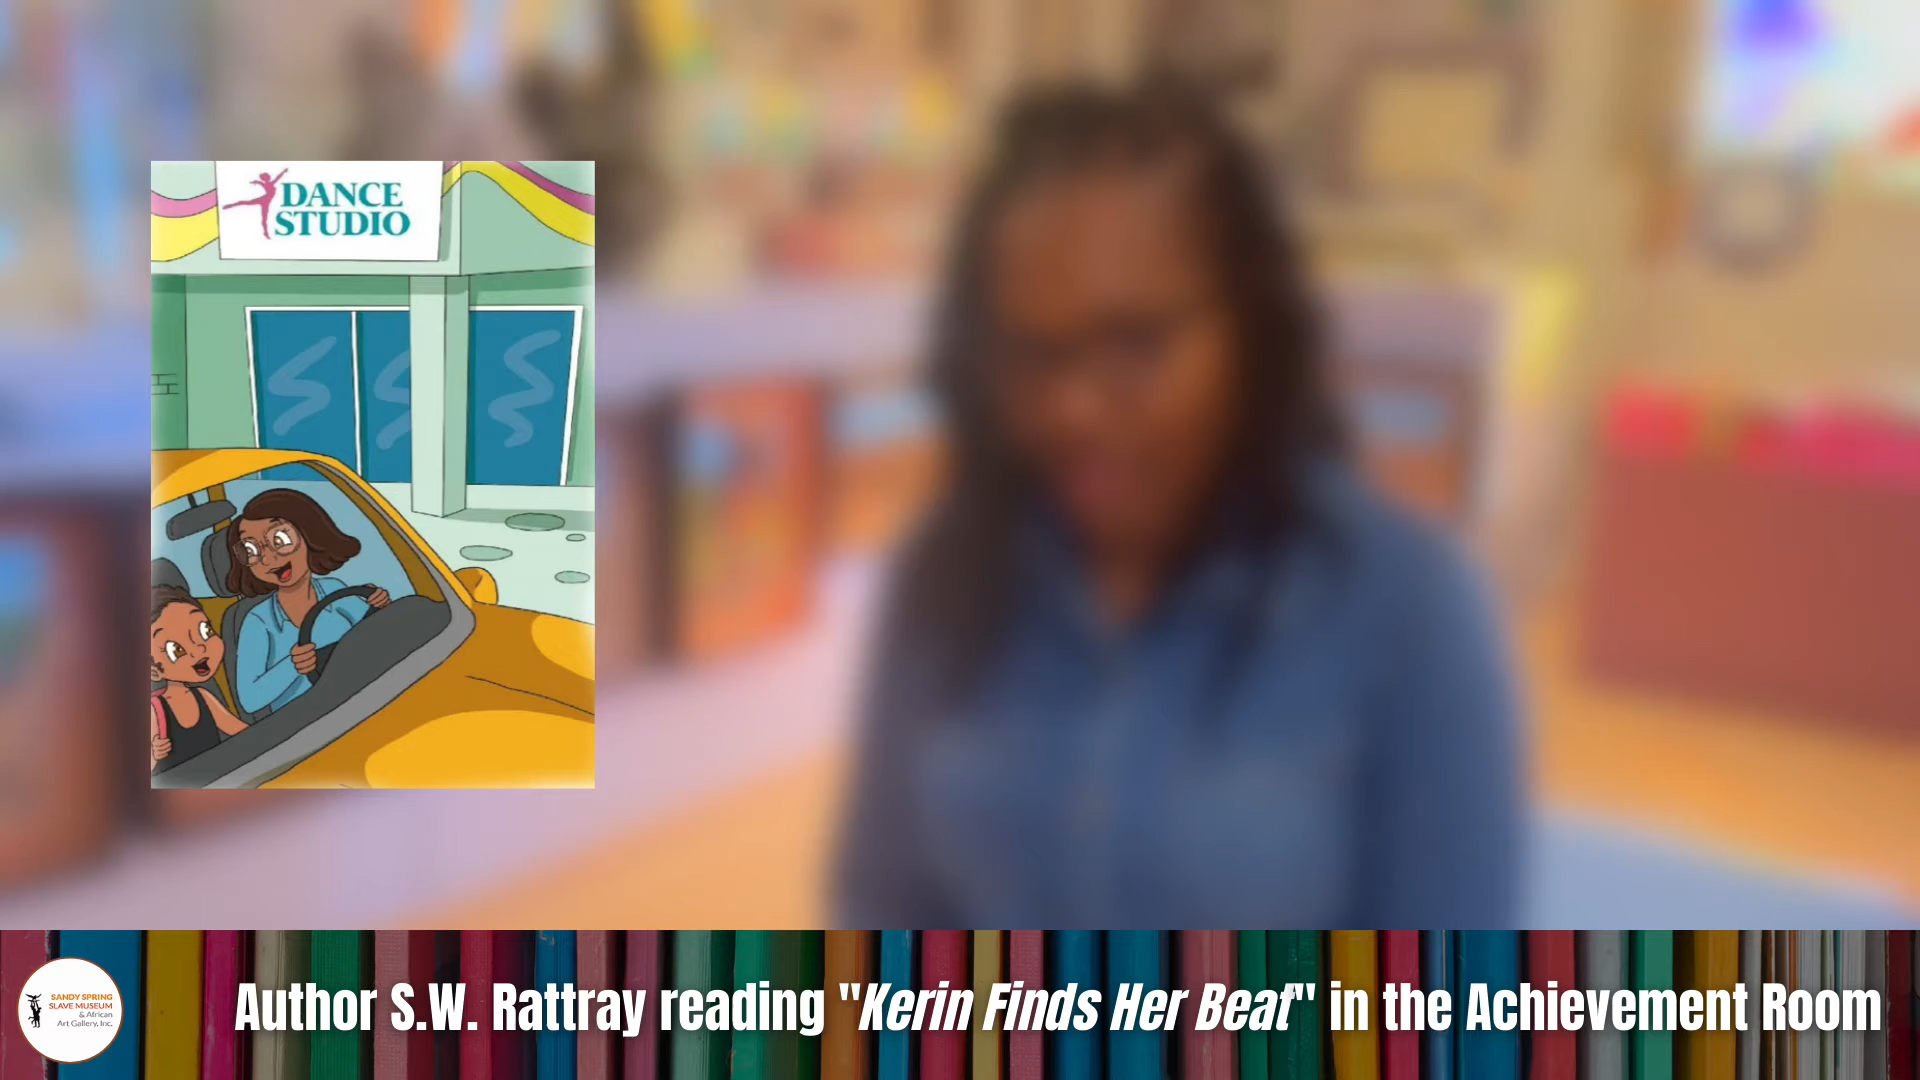 DANCE
STUDIO
SANDY SPRING
SLAVE MUSEUM
& African
Art Gallery, Inc.
Author S.W. Rattray reading "Kerin Finds Her Beat" in the Achievement Room